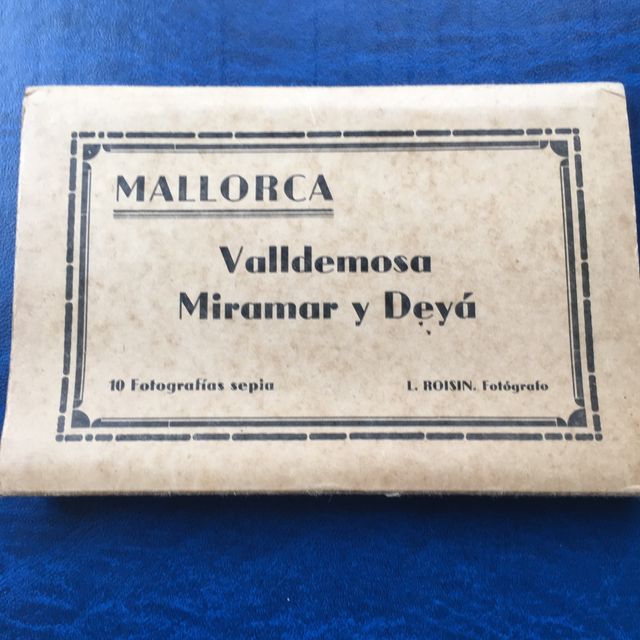 MALLORCA
Valldemosa
Miramar y Deyá
10 Fotografías sepia
L. ROISIN. Fotógrafo